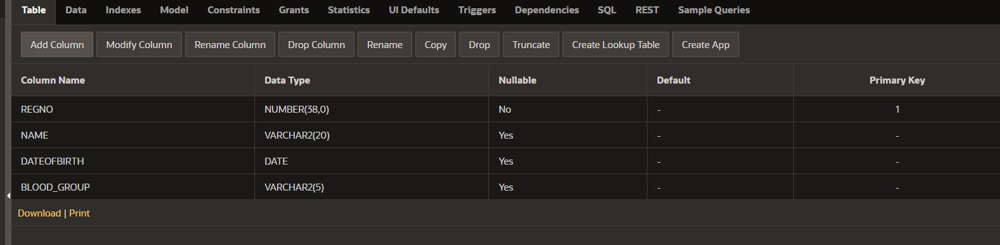 Table Data Indexes Model Constraints Grants Statistics UI Defaults Triggers Dependencies SQL REST Sample Queries
Add Column Modify Column Rename Column Drop Column Rename Copy Drop Truncate Create Lookup Table Create App
Column Name Data Type Nullable Default Primary Key
REGNO NUMBER(38,0) No - 1
NAME VARCHAR2(20) Yes - -
DATEOFBIRTH DATE Yes - -
BLOOD_GROUP VARCHAR2(5) Yes - -
Download | Print